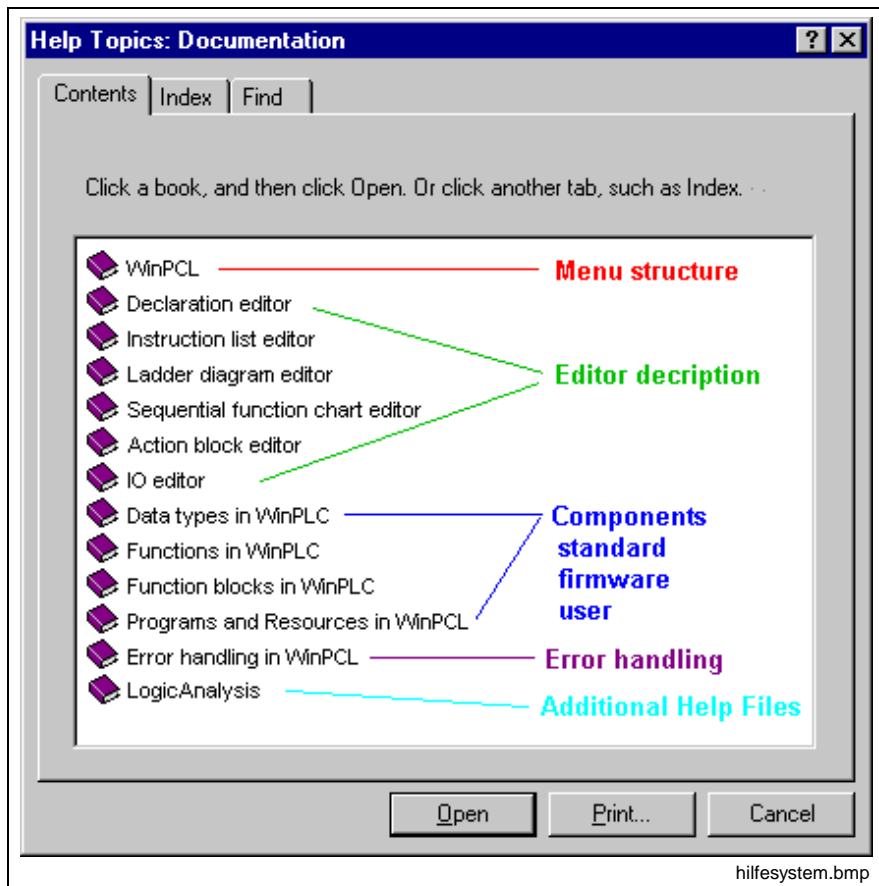 Help Topics: Documentation
Contents Index Find
Click a book, and then click Open. Or click another tab, such as Index.
WinPCL Menu structure
Declaration editor
Instruction list editor
Ladder diagram editor Editor decription
Sequential function chart editor
Action block editor
IO editor
Data types in WinPLC Components
Functions in WinPLC standard
Function blocks in WinPLC firmware
Programs and Resources in WinPCL user
Error handling in WinPCL Error handling
LogicAnalysis Additional Help Files
Open Print... Cancel
hilfesystem.bmp